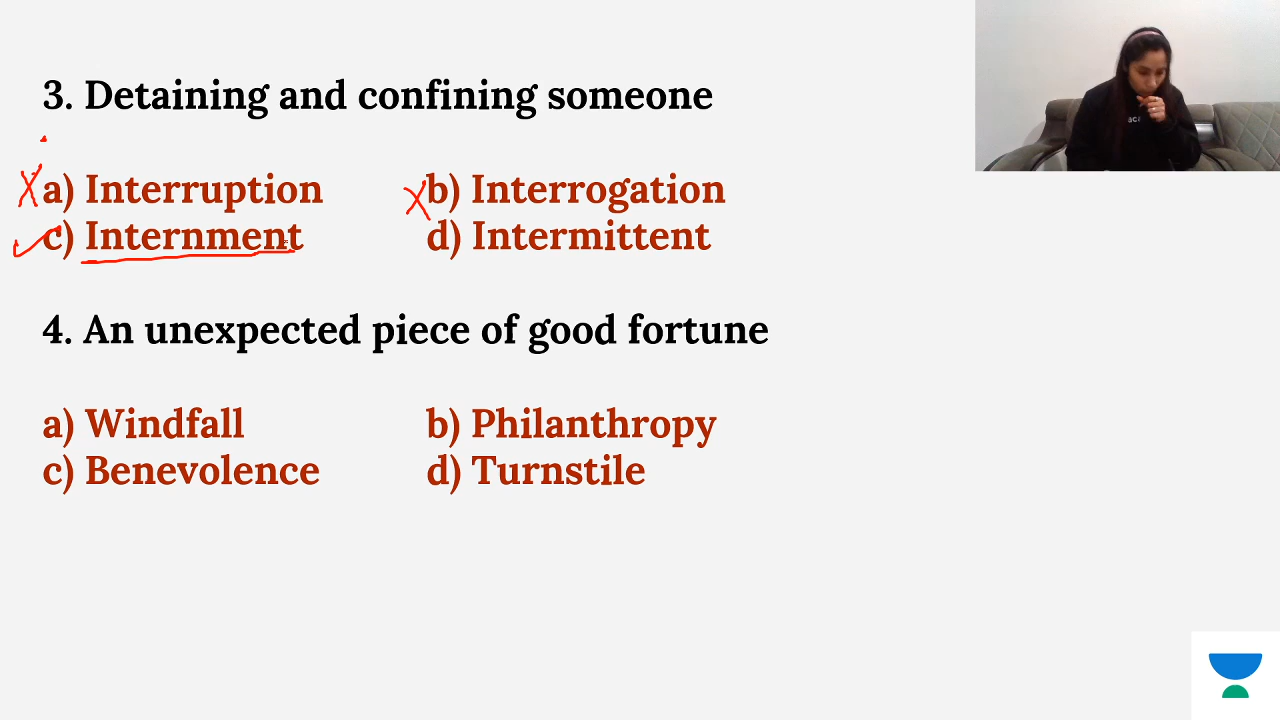 3. Detaining and confining someone
a) Interruption b) Interrogation
c) Internment d) Intermittent
4. An unexpected piece of good fortune
a) Windfall b) Philanthropy
c) Benevolence d) Turnstile